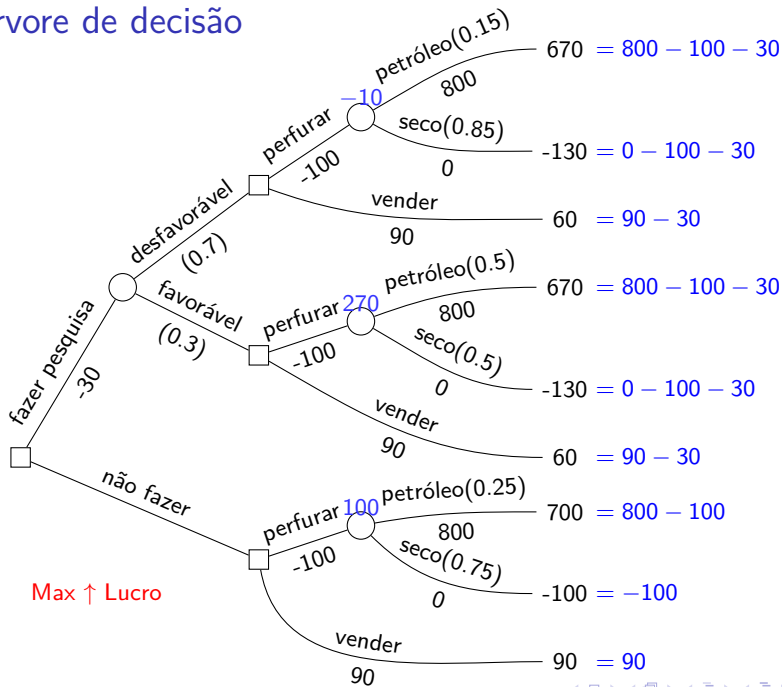 rvore de decisão
petróleo(0.15)
800
670 = 800 − 100 − 30
−10
perfurar
-100
seco(0.85)
0
-130 = 0 − 100 − 30
desfavorável
(0.7)
vender
90
60 = 90 − 30
petróleo(0.5)
800
670 = 800 − 100 − 30
favorável
(0.3)
perfurar
-100
270
seco(0.5)
0
-130 = 0 − 100 − 30
fazer pesquisa
-30
vender
90
60 = 90 − 30
não fazer
petróleo(0.25)
800
700 = 800 − 100
perfurar
-100
100
seco(0.75)
0
-100 = −100
Max ↑ Lucro
vender
90
90 = 90